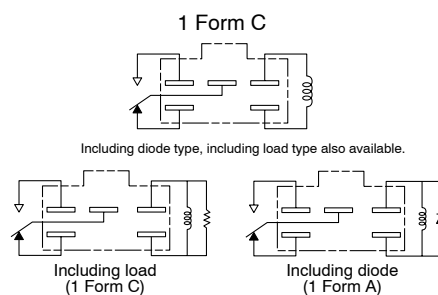 1 Form C
Including diode type, including load type also available.
Including load
(1 Form C)
Including diode
(1 Form A)